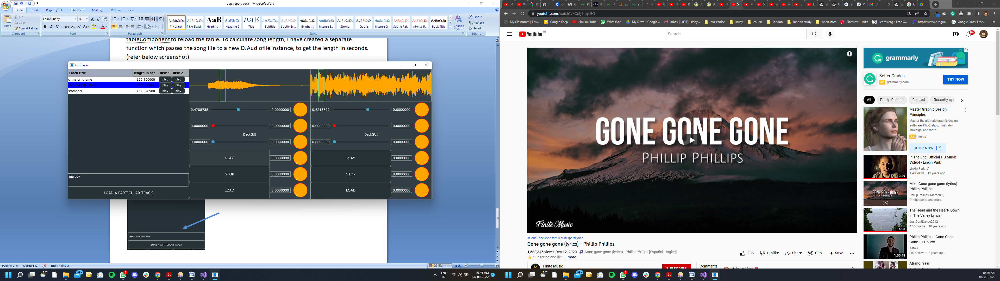 oop_report.docx - Microsoft Word
Home Insert Page Layout References Mailings Review View
Paste
Cut
Copy
Format Painter
Calibri (Body) 14
AaBbCcDc AaBbCcDc AaBbC AaBbCc AaB AaBbCc. AaBbCcDc AaBbCcDc AaBbCcDc AaBbCcDc AaBbCcDc AaBbCcDc AABBCCDD AABBCCDD AaBbCcDc
¶ Normal ¶ No Spaci... Heading 1 Heading 2 Title Subtitle Subtle Em... Emphasis Intense E... Strong Quote Intense Q... Subtle Ref... Intense R... Book Title
Change Styles
Find
Replace
Select
Clipboard Font Paragraph Styles Editing
tableComponent to reload the table. To calculate song length, I have created a separate
function which passes the song file to a new DJAudiofile instance, to get the length in seconds.
(refer below screenshot)
OtoDecks
Track title length in sec disk 1 disk 2
c_major_theme 106.800000 play play
play play
stomper1 164.048980 play play
0.4708738 0.0000000 0.6213592 0.0000000
0.0000000 0.0000000 0.0000000 0.0000000
DeckGUI DeckGUI
0.0000000 0.0000000 0.0000000 0.0000000
PLAY 0.0000000 PLAY 0.0000000
STOP 0.0000000 STOP 0.0000000
LOAD 0.0000000 LOAD 0.0000000
melody
LOAD A PARTICULAR TRACK
search your track here
LOAD A PARTICULAR TRACK
Page: 6 of 6 Words: 552 English (India) 130%
24°
99+
1
ENG
IN
10:46 AM
05-09-2022
4
youtube.com/watch?v=Xc9j9dpj_8Q
My Classroom | Edu... Google Keep (58) YouTube WhatsApp My Drive - Google... Inbox (1,694) - rishy... our choice study course london london study open later Pinterest - India lichess.org • Free O... https://www.progra... Google Docs: Free...
YouTube IN
Search
9+
GONE GONE GONE
PHILLIP PHILLIPS
Finite Music
#GoneGoneGone #PhillipPhillips #Lyrics
Gone gone gone (lyrics) - Phillip Phillips
1,580,345 views Dec 12, 2020 Gone gone gone (lyrics) - Phillip Phillips [Español - Inglés]
Subscribe and like ...more
23K Dislike Share Clip Save
Finite Music
SUBSCRIBE
Comments
grammarly
Better Grades
Ad grammarly.com
TRY NOW
All Phillip Phillips Related Recently upl
Master Graphic Design
Principles
Master the ultimate graphic design
software: Photoshop, Illustrator,
InDesign, and more.
Ad Udemy
SHOP NOW
In The End [Official HD Music
Video] - Linkin Park
Linkin Park
1.4B views • 12 years ago
3:39
Mix - Gone gone gone (lyrics) -
Phillip Phillips
Phillip Phillips, Maroon 5,
OneRepublic, and more
GONE GONE GONE
The Head and the Heart- Down
in The Valley Lyrics
JustDontDance2012
477K views • 10 years ago
5:05
Phillip Phillips - Gone Gone
Gone - 1 Hour!!!
Kato X
267K views • 2 years ago
1:05:48
Atrangi Yaari
24°
99+
1
10:46 AM
05-09-2022